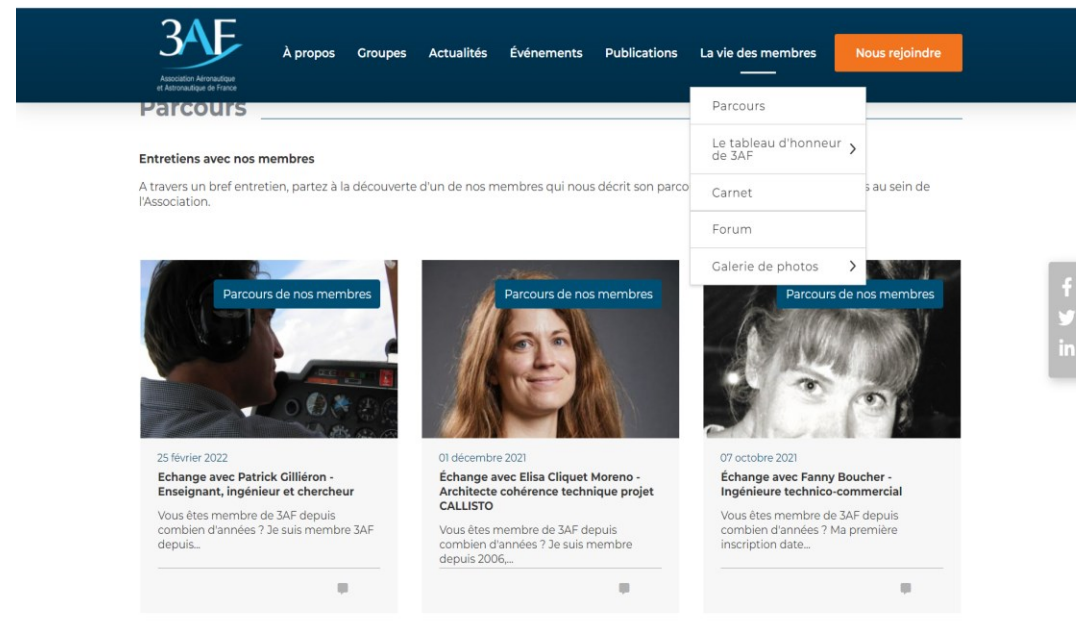 3AF
Association Aéronautique
et Astronautique de France
À propos
Groupes
Actualités
Événements
Publications
La vie des membres
Nous rejoindre
Parcours
Le tableau d'honneur
de 3AF
Carnet
Forum
Galerie de photos
Parcours
Entretiens avec nos membres
A travers un bref entretien, partez à la découverte d'un de nos membres qui nous décrit son parco
s au sein de
l'Association.
Parcours de nos membres
25 février 2022
Echange avec Patrick Gilliéron -
Enseignant, ingénieur et chercheur
Vous êtes membre de 3AF depuis
combien d'années ? Je suis membre 3AF
depuis...
Parcours de nos membres
01 décembre 2021
Échange avec Elisa Cliquet Moreno -
Architecte cohérence technique projet
CALLISTO
Vous êtes membre de 3AF depuis
combien d'années ? Je suis membre
depuis 2006,...
Parcours de nos membres
07 octobre 2021
Échange avec Fanny Boucher -
Ingénieure technico-commercial
Vous êtes membre de 3AF depuis
combien d'années ? Ma première
inscription date...